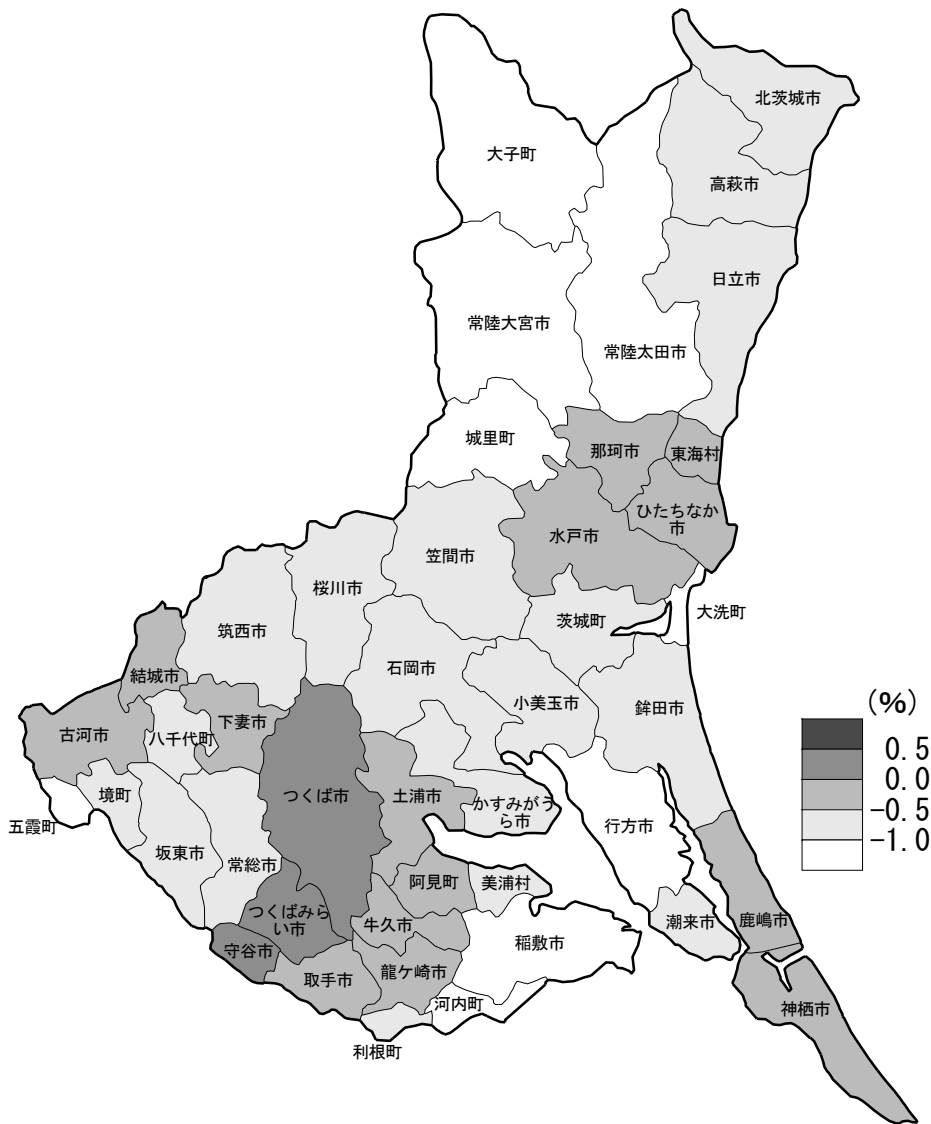 北茨城市
大子町
高萩市
日立市
常陸大宮市
常陸太田市
城里町
那珂市
東海村
ひたちなか
市
水戸市
笠間市
桜川市
筑西市
茨城町
大洗町
石岡市
結城市
小美玉市
鉾田市
下妻市
古河市
八千代町
つくば市
土浦市
かすみがう
ら市
境町
五霞町
行方市
坂東市
常総市
阿見町
美浦村
つくばみら
い市
牛久市
潮来市
鹿嶋市
守谷市
稲敷市
取手市
龍ケ崎市
河内町
神栖市
利根町
(%)
0.5
0.0
-0.5
-1.0